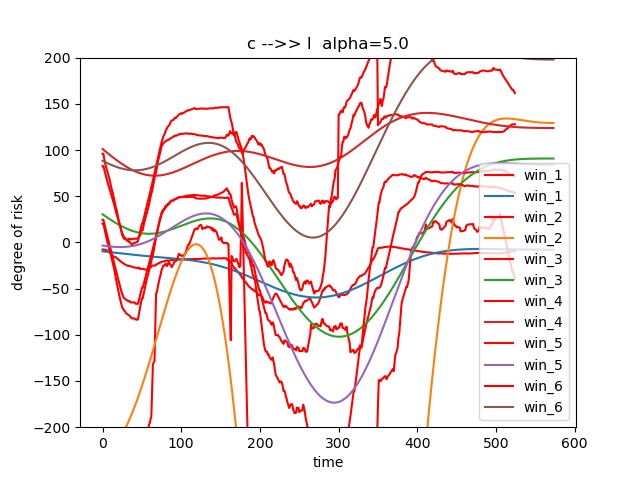 c -->> I  alpha=5.0
degree of risk
200
150
100
50
0
−50
−100
−150
−200
0 100 200 300 400 500 600
time
win_1
win_1
win_2
win_2
win_3
win_3
win_4
win_4
win_5
win_5
win_6
win_6